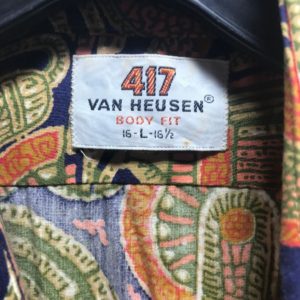 417
VAN HEUSEN®
BODY FIT
16-L-16½